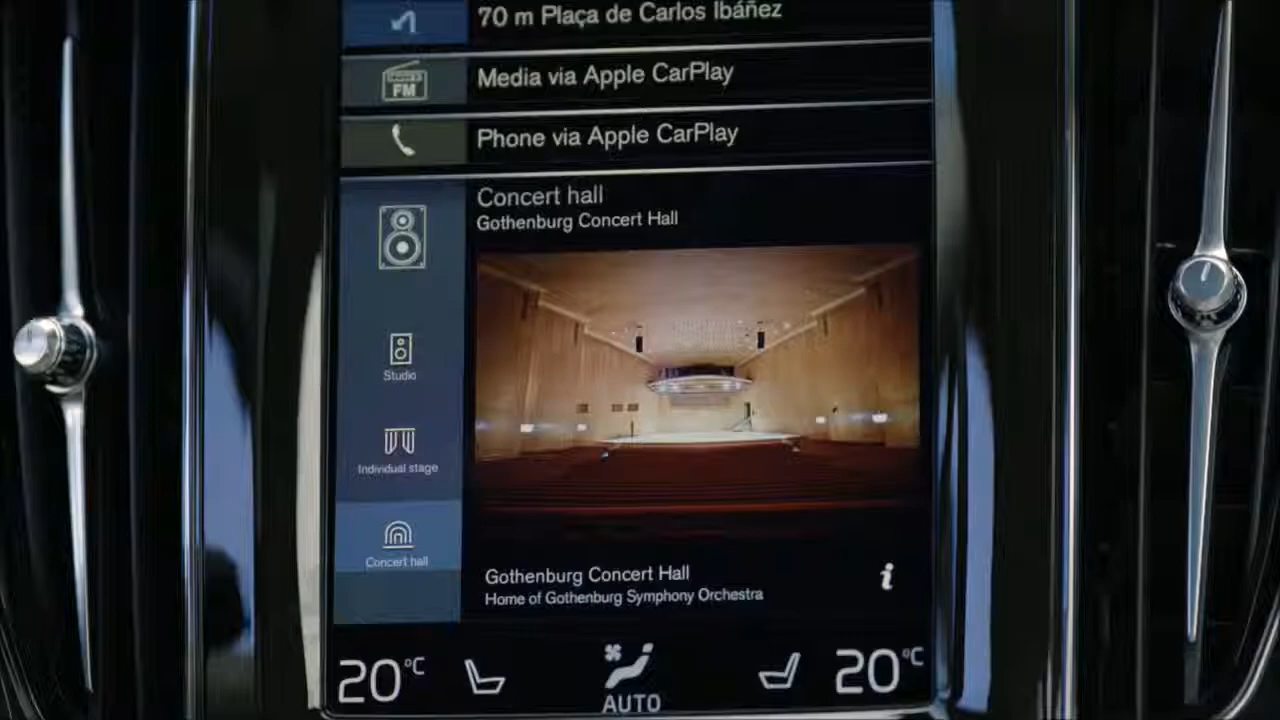 70 m Plaça de Carlos Ibáñez
FM
Media via Apple CarPlay
Phone via Apple CarPlay
Concert hall
Gothenburg Concert Hall
Studio
Individual stage
Concert hall
Gothenburg Concert Hall
i
Home of Gothenburg Symphony Orchestra
20°C
AUTO
20°C